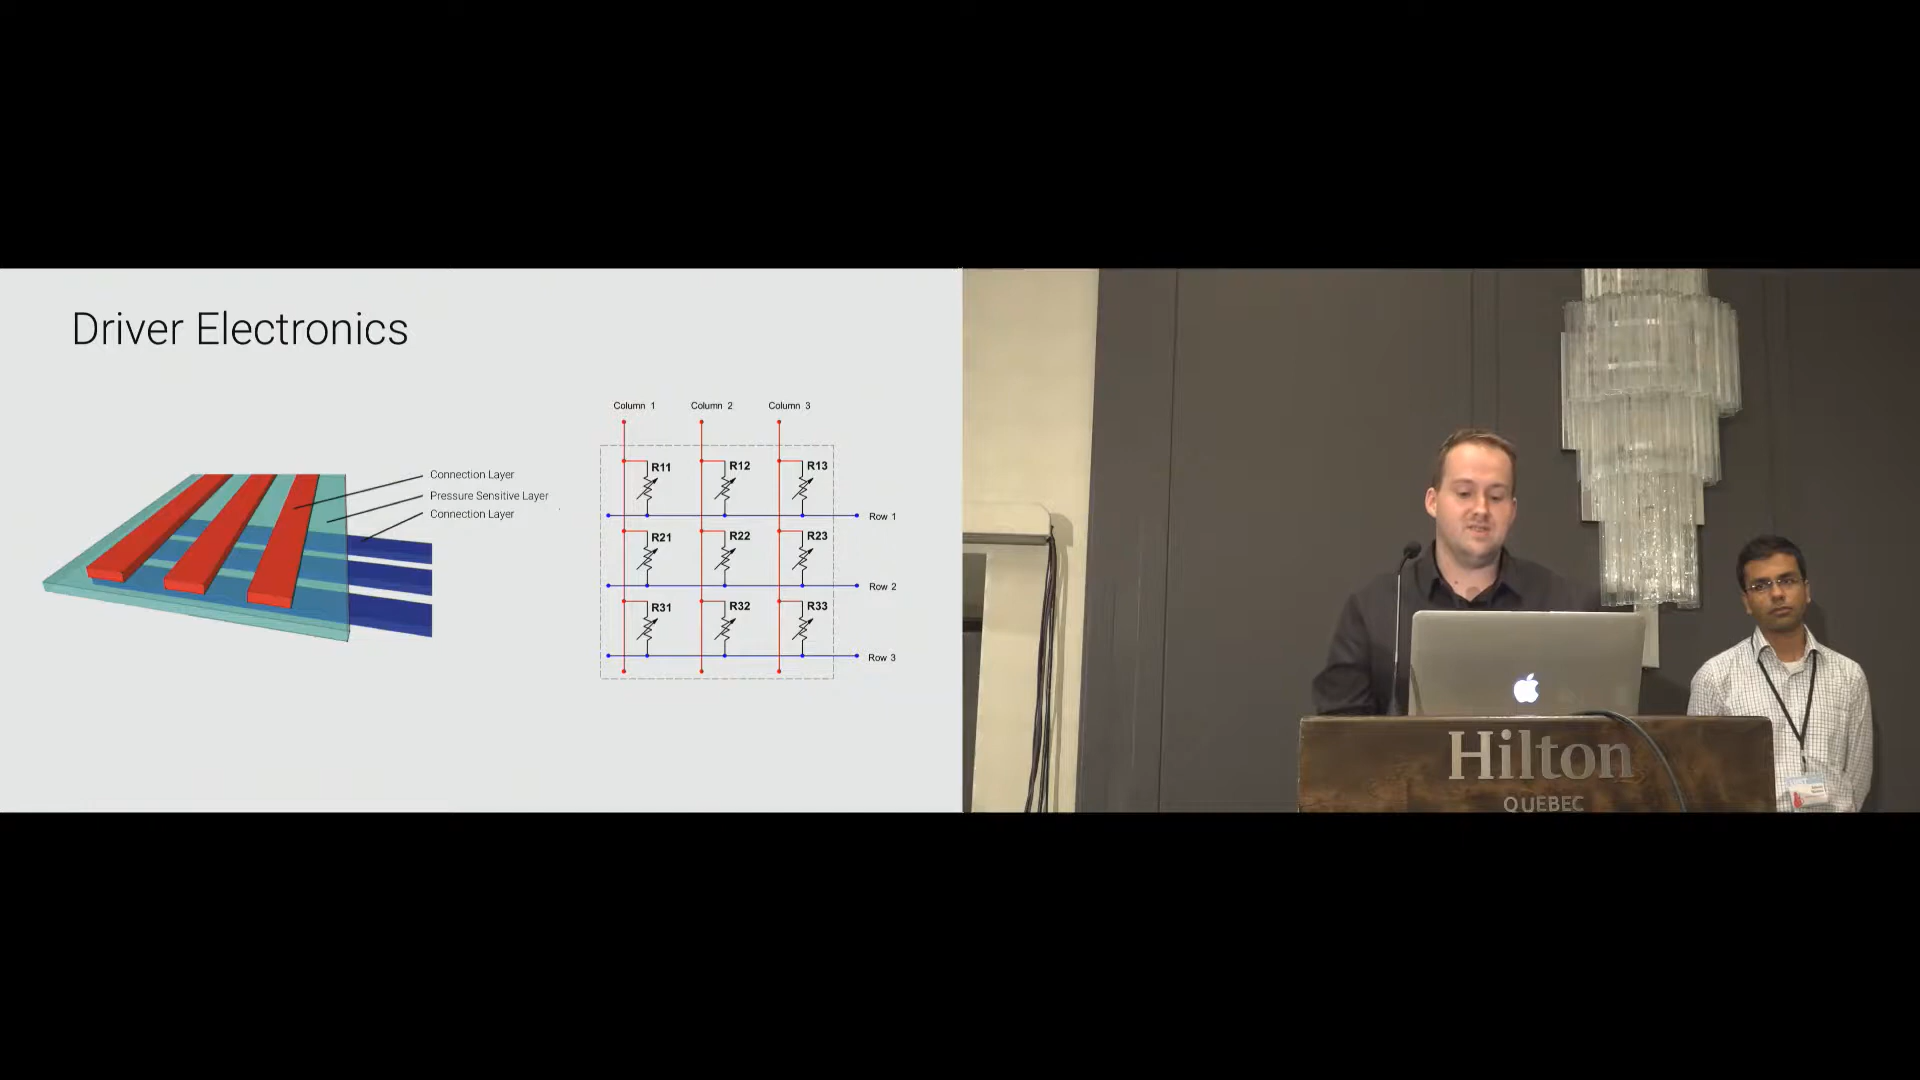 Driver Electronics
Connection Layer
Pressure Sensitive Layer
Connection Layer
Column 1
Column 2
Column 3
R11
R12
R13
Row 1
R21
R22
R23
Row 2
R31
R32
R33
Row 3
Hilton
QUEBEC